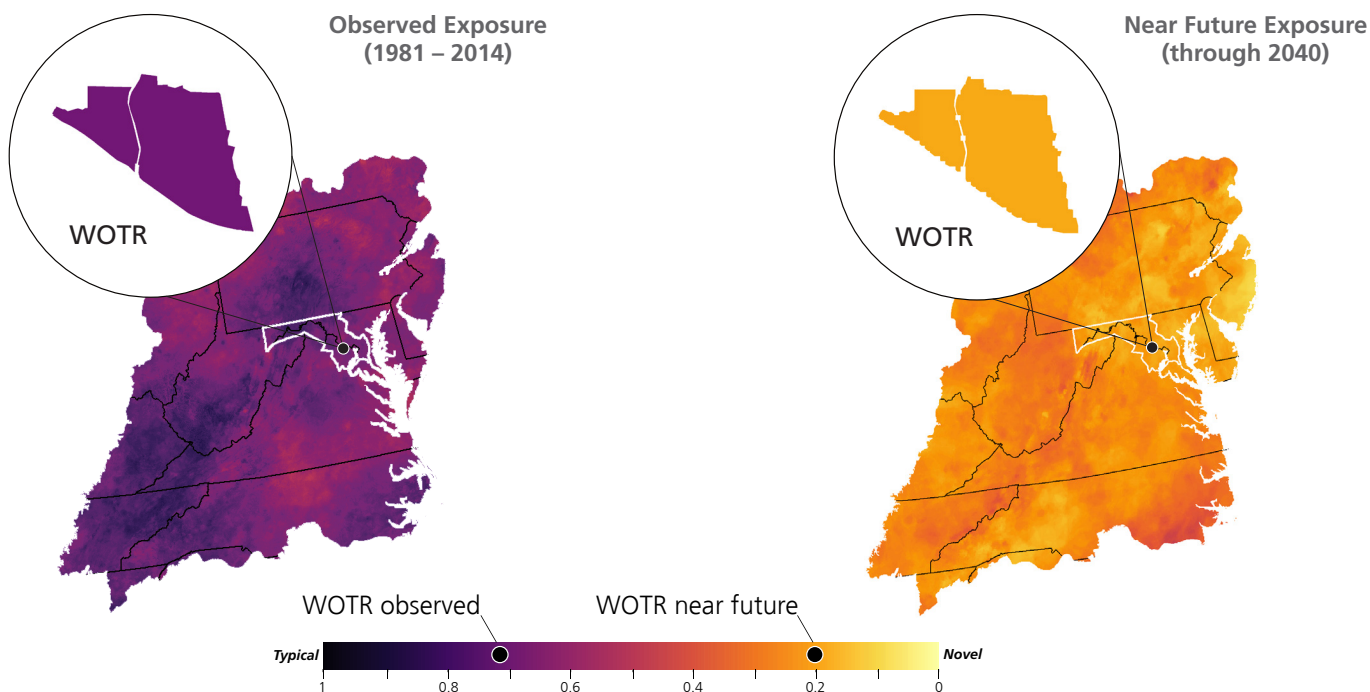 Observed Exposure
(1981 – 2014)
Near Future Exposure
(through 2040)
WOTR
WOTR
WOTR observed
WOTR near future
Typical
Novel
1
0.8
0.6
0.4
0.2
0